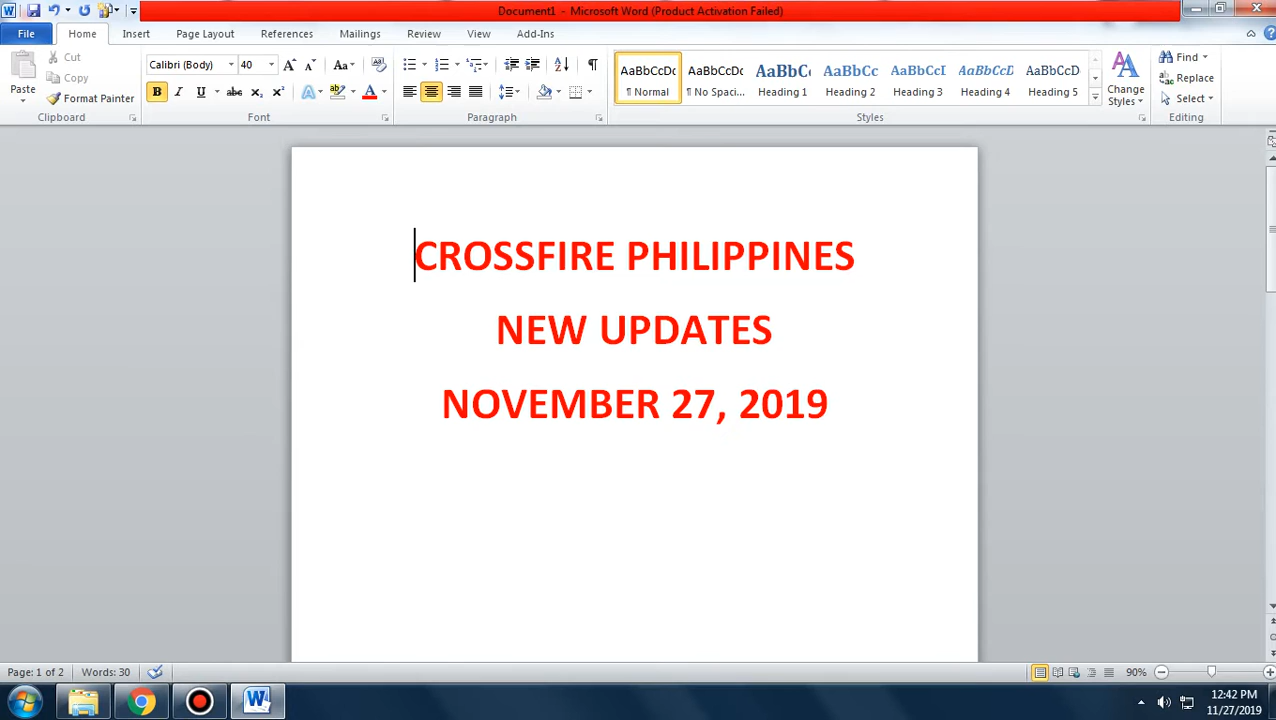 Document1 - Microsoft Word (Product Activation Failed)
File Home Insert Page Layout References Mailings Review View Add-Ins
Cut
Copy
Format Painter
Paste
Clipboard
Calibri (Body) 40
Font
Paragraph
AaBbCcDc AaBbCcDc AaBbC AaBbCc AaBbCcI AaBbCcD AaBbCcD
¶ Normal ¶ No Spaci... Heading 1 Heading 2 Heading 3 Heading 4 Heading 5
Styles
Change Styles
Find
Replace
Select
Editing
CROSSFIRE PHILIPPINES
NEW UPDATES
NOVEMBER 27, 2019
Page: 1 of 2 Words: 30 90%
12:42 PM
11/27/2019